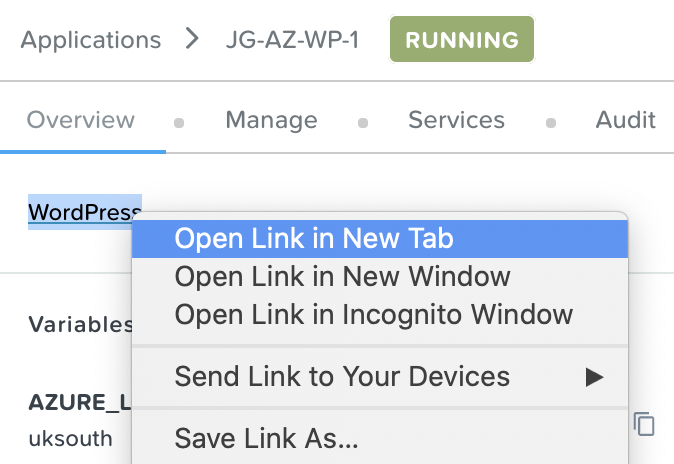 Applications > JG-AZ-WP-1 RUNNING
Overview Manage Services Audit
WordPress
Open Link in New Tab
Open Link in New Window
Open Link in Incognito Window
Variables
Send Link to Your Devices
AZURE_L
uksouth
Save Link As...